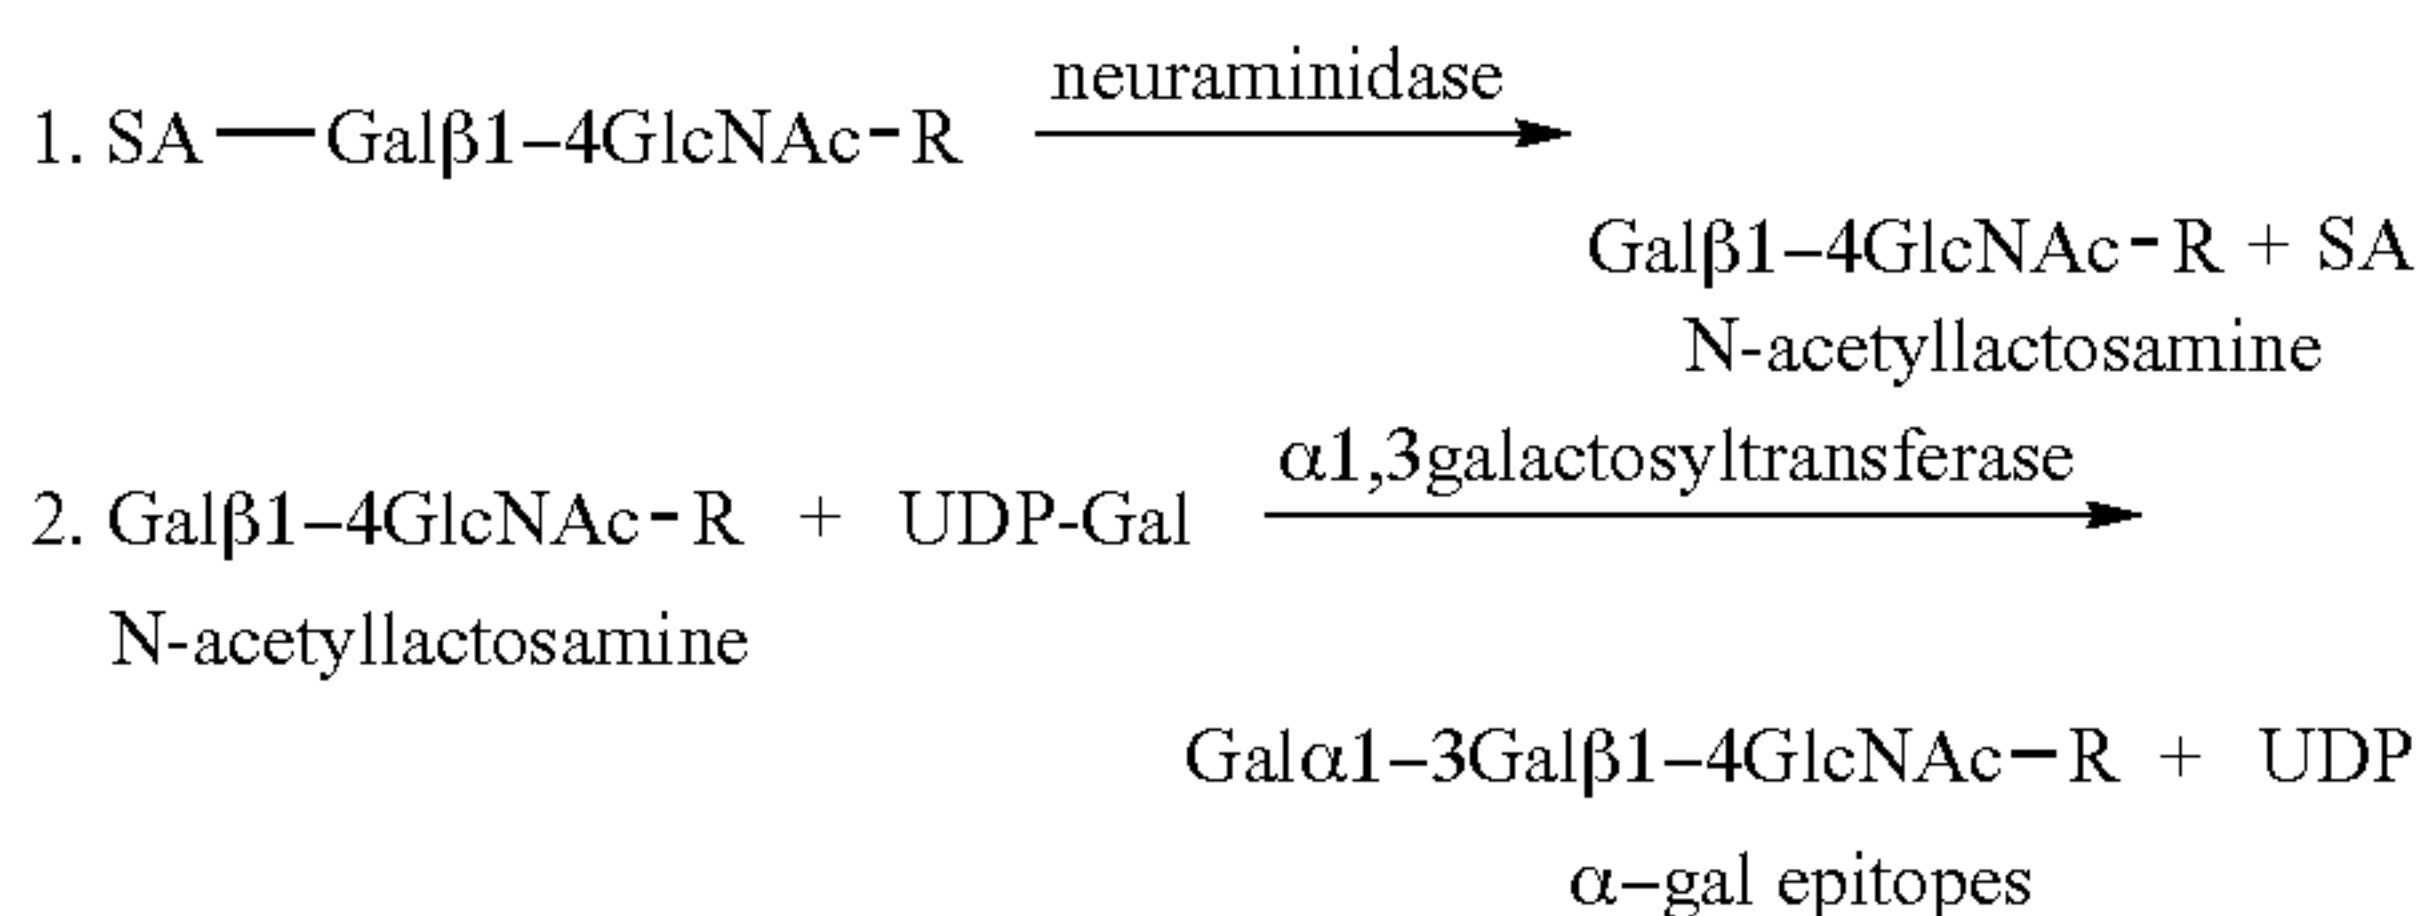 neuraminidase
1. SA — Galβ1–4GlcNAc-R
Galβ1–4GlcNAc-R + SA
N-acetyllactosamine
α1,3galactosyltransferase
2. Galβ1–4GlcNAc-R + UDP-Gal
N-acetyllactosamine
Galα1–3Galβ1–4GlcNAc–R + UDP
α–gal epitopes